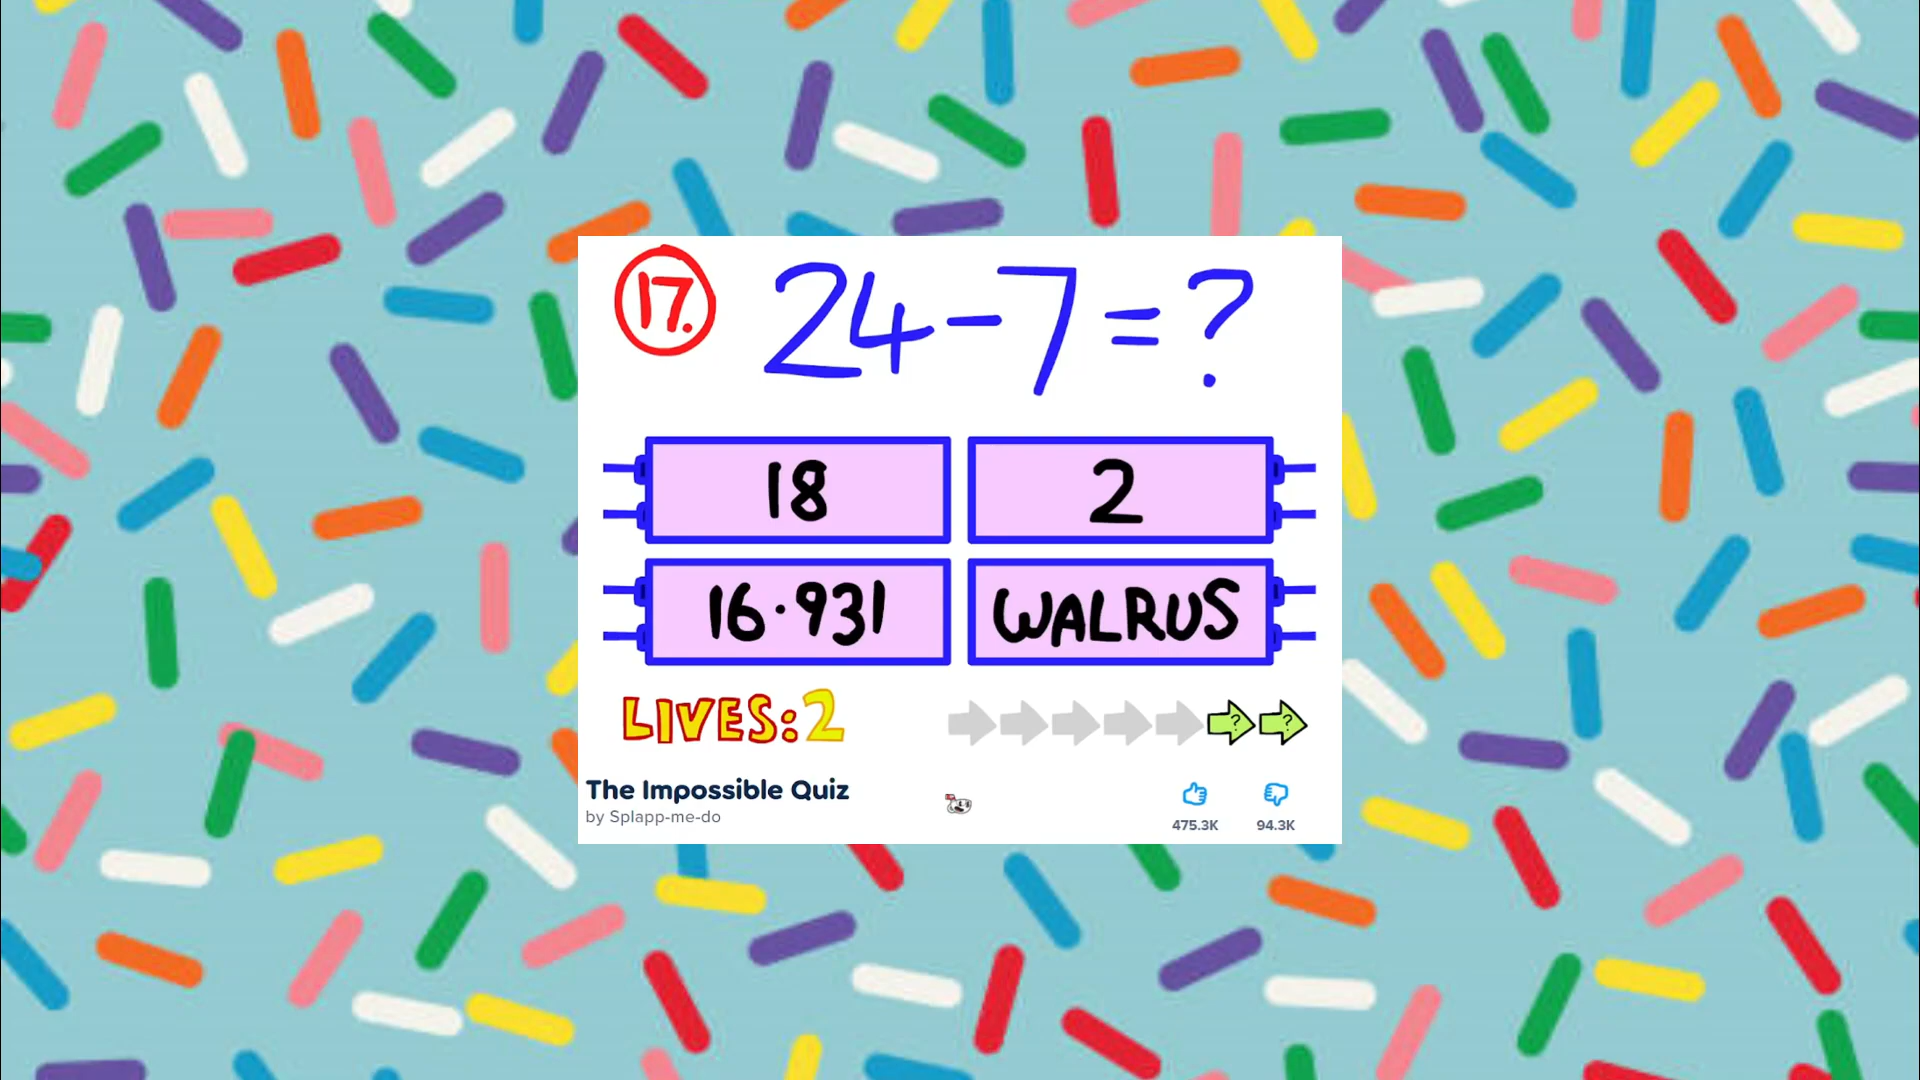 17. 24-7=?
18 2
16·931 WALRUS
LIVES:2 ? ?
The Impossible Quiz
by Splapp-me-do
475.3K 94.3K